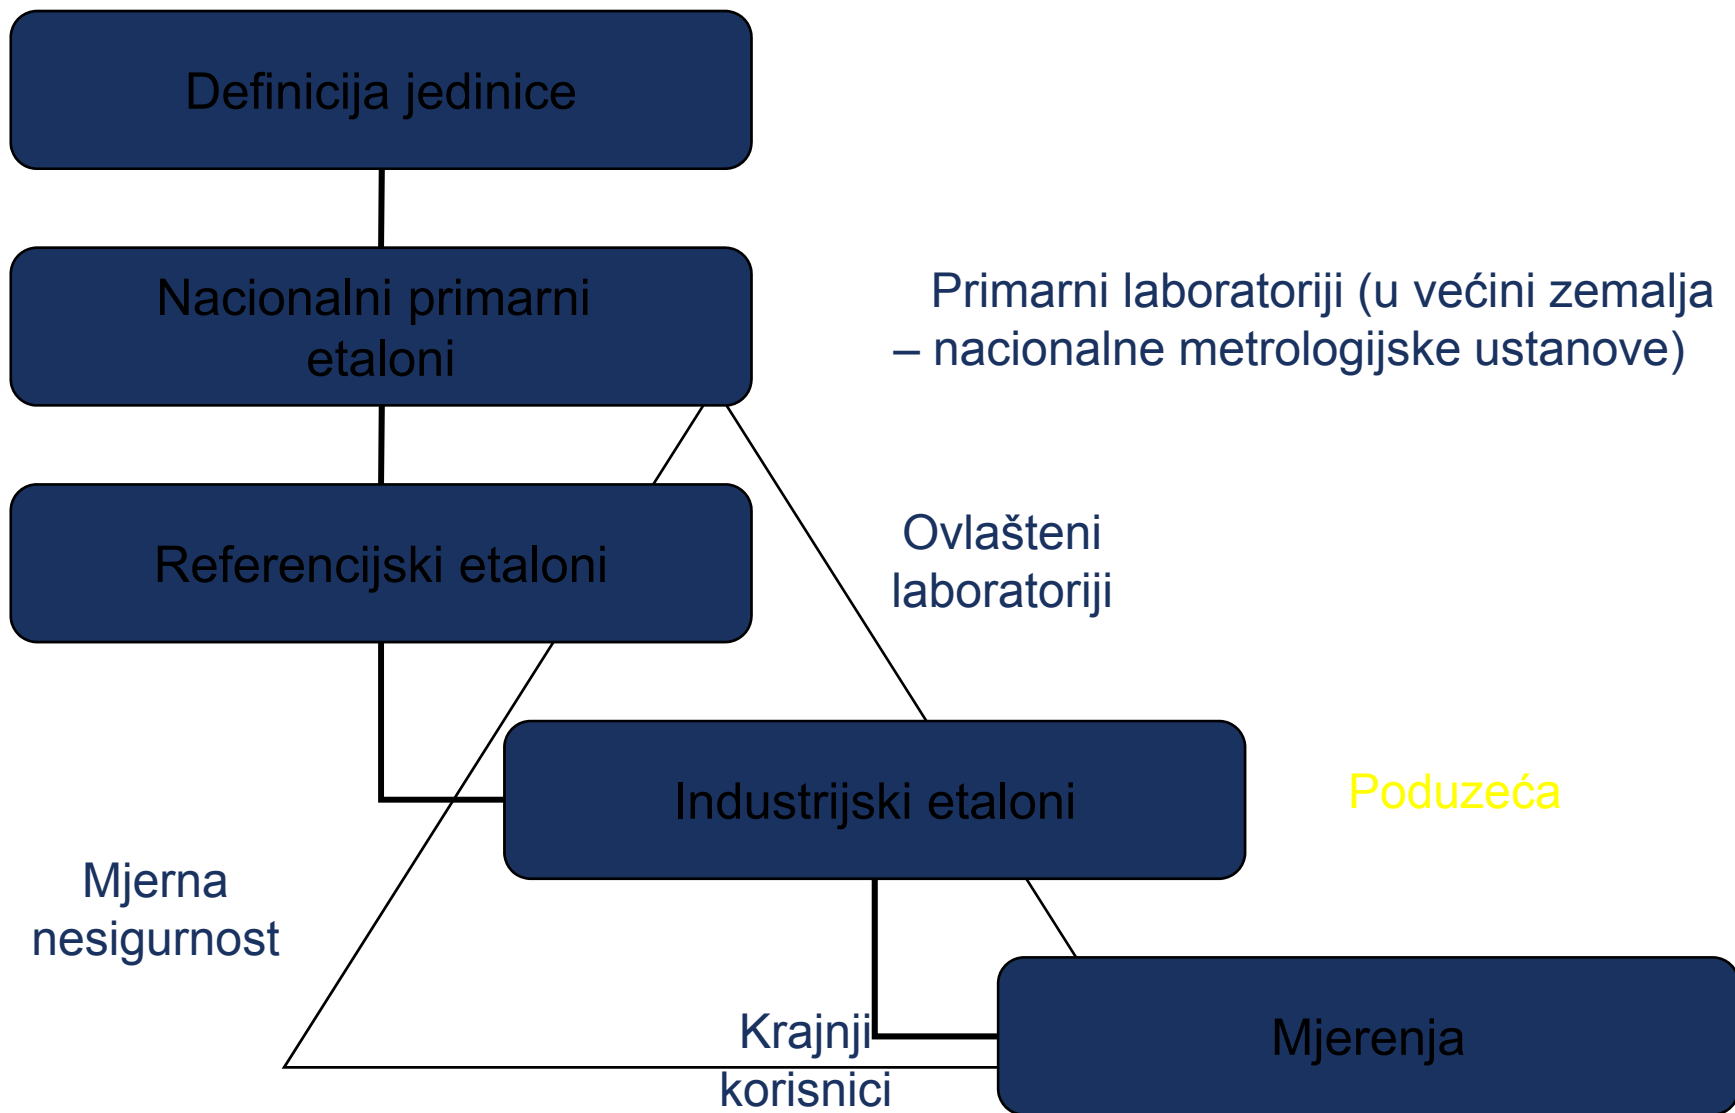 Definicija jedinice
Nacionalni primarni
etaloni
Primarni laboratoriji (u većini zemalja
– nacionalne metrologijske ustanove)
Referencijski etaloni
Ovlašteni
laboratoriji
Industrijski etaloni
Poduzeća
Mjerna
nesigurnost
Krajnji
korisnici
Mjerenja